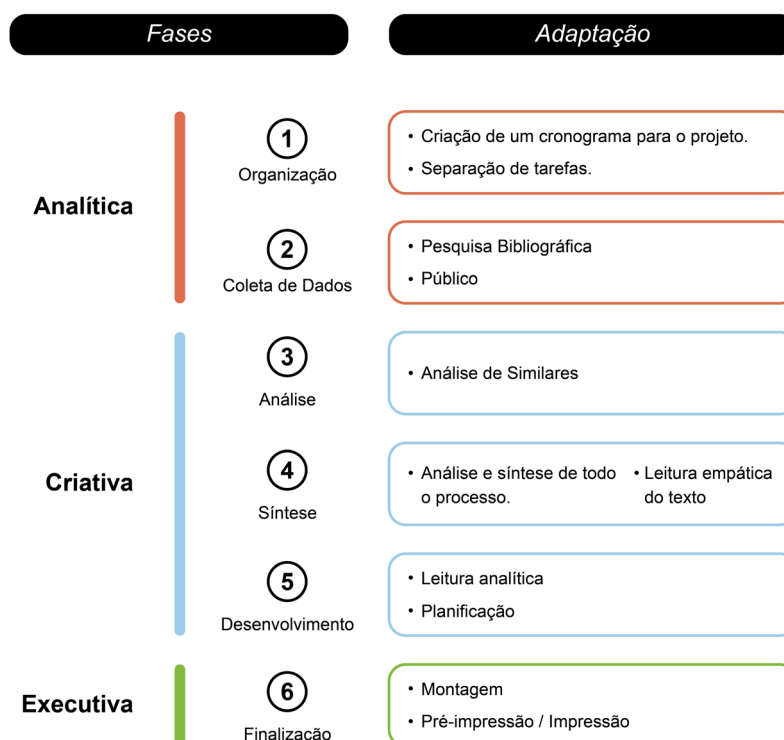 Fases
Adaptação
Analítica
1
Organização
• Criação de um cronograma para o projeto.
• Separação de tarefas.
2
Coleta de Dados
• Pesquisa Bibliográfica
• Público
Criativa
3
Análise
• Análise de Similares
4
Síntese
• Análise e síntese de todo
o processo.
• Leitura empática
do texto
5
Desenvolvimento
• Leitura analítica
• Planificação
Executiva
6
Finalização
• Montagem
• Pré-impressão / Impressão